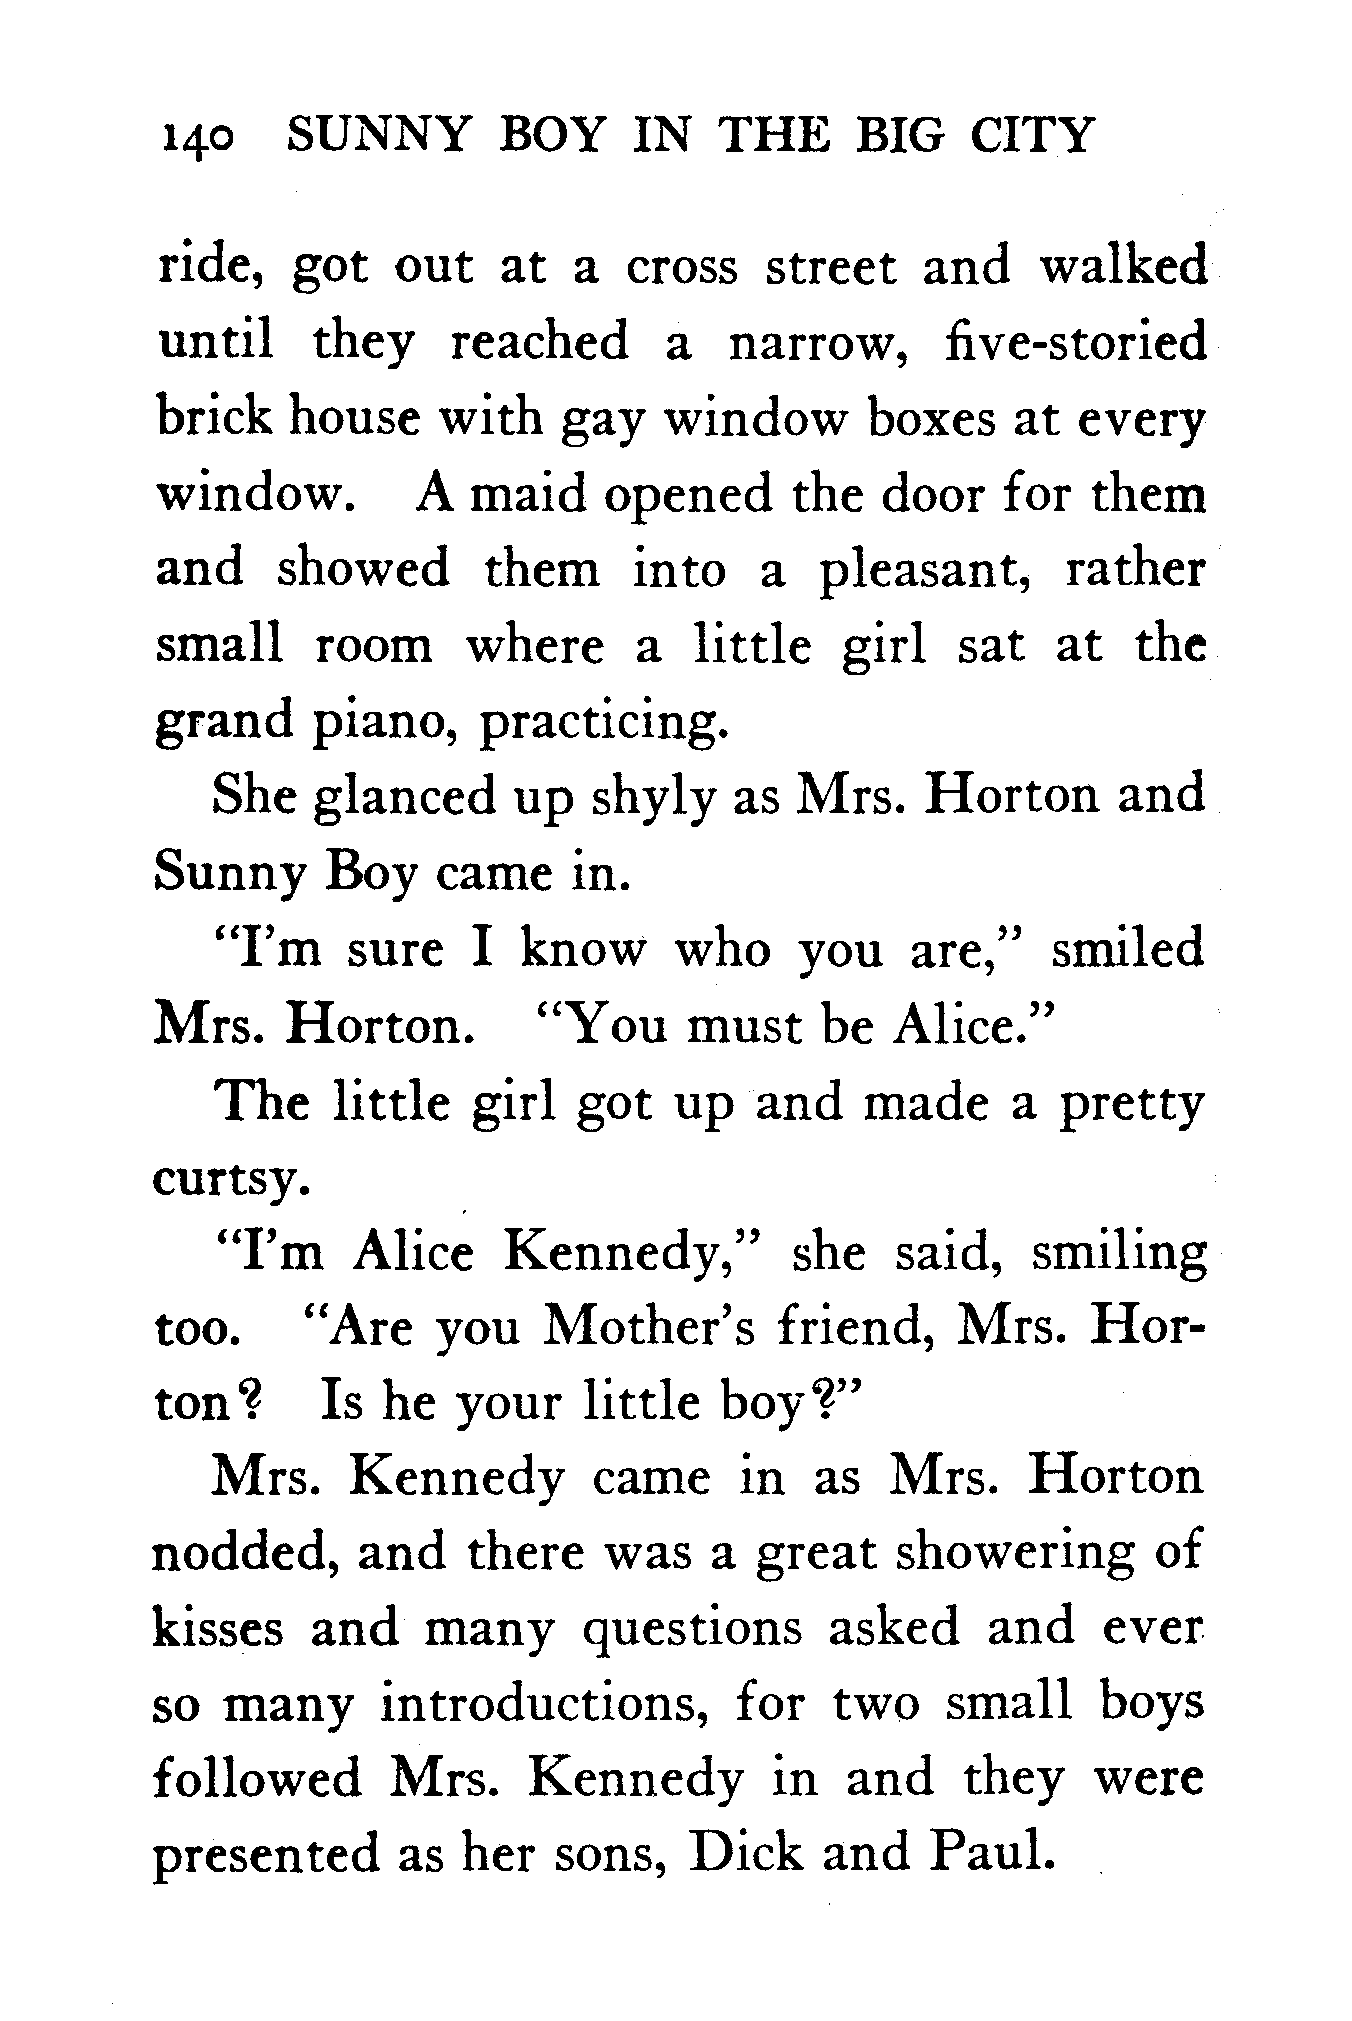 140 SUNNY BOY IN THE BIG CITY
ride, got out at a cross street and walked
until they reached a narrow, five-storied
brick house with gay window boxes at every
window. A maid opened the door for them
and showed them into a pleasant, rather
small room where a little girl sat at the
grand piano, practicing.
She glanced up shyly as Mrs. Horton and
Sunny Boy came in.
“I’m sure I know who you are,” smiled
Mrs. Horton. “You must be Alice.”
The little girl got up and made a pretty
curtsy.
“I’m Alice Kennedy,” she said, smiling
too. “Are you Mother’s friend, Mrs. Hor-
ton? Is he your little boy?”
Mrs. Kennedy came in as Mrs. Horton
nodded, and there was a great showering of
kisses and many questions asked and ever
so many introductions, for two small boys
followed Mrs. Kennedy in and they were
presented as her sons, Dick and Paul.